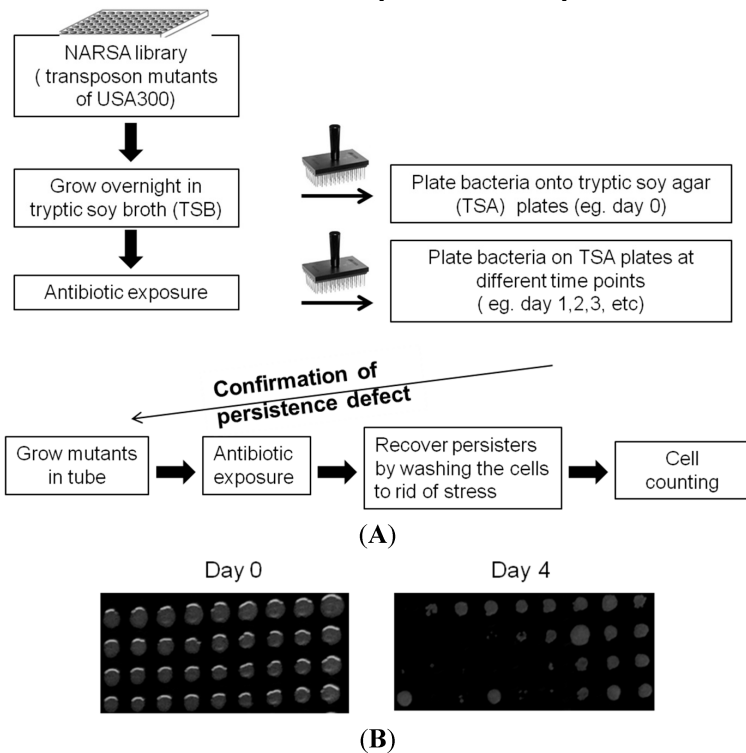 NARSA library
( transposon mutants
of USA300)
Grow overnight in
tryptic soy broth (TSB)
Plate bacteria onto tryptic soy agar
(TSA) plates (eg. day 0)
Antibiotic exposure
Plate bacteria on TSA plates at
different time points
( eg. day 1,2,3, etc)
Confirmation of
persistence defect
Grow mutants
in tube
Antibiotic
exposure
Recover persisters
by washing the cells
to rid of stress
Cell
counting
(A)
Day 0
Day 4
(B)